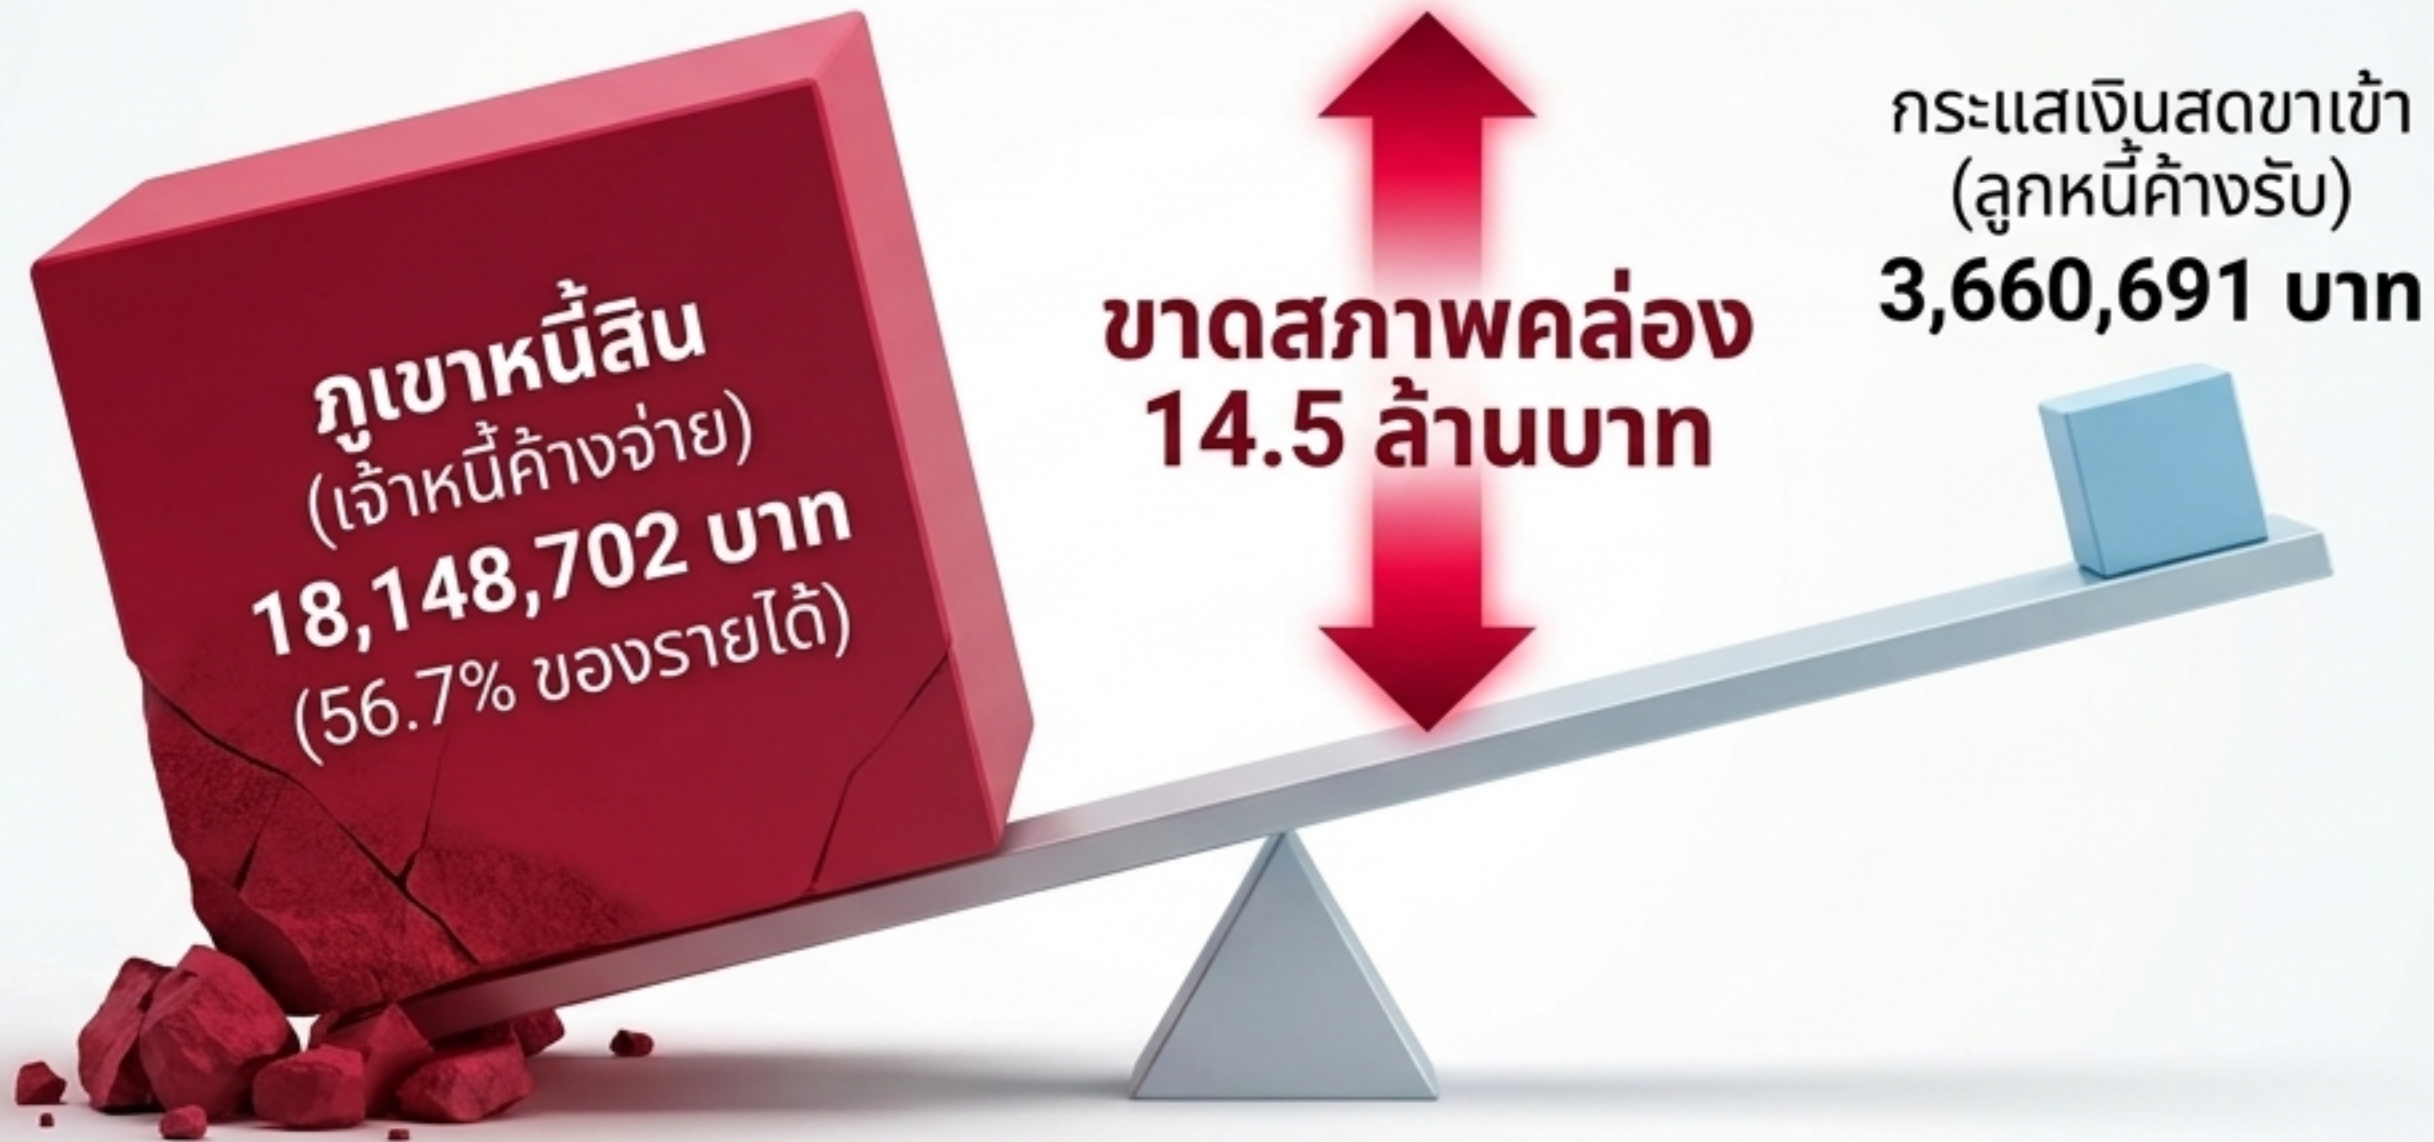 ภูเขาหนี้สิน
(เจ้าหนี้ค้างจ่าย)
18,148,702 บาท
(56.7% ของรายได้)
ขาดสภาพคล่อง
14.5 ล้านบาท
กระแสเงินสดขาเข้า
(ลูกหนี้ค้างรับ)
3,660,691 บาท